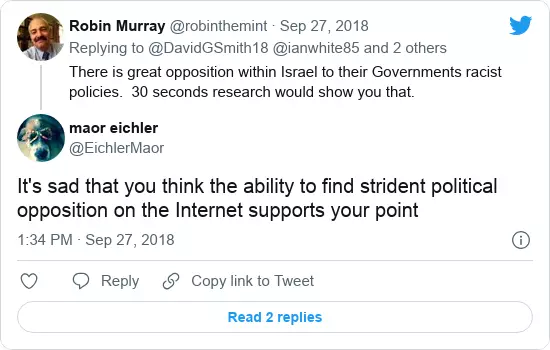 Robin Murray @robinthemint · Sep 27, 2018
Replying to @DavidGSmith18 @ianwhite85 and 2 others
There is great opposition within Israel to their Governments racist
policies.  30 seconds research would show you that.
maor eichler
@EichlerMaor
It's sad that you think the ability to find strident political
opposition on the Internet supports your point
1:34 PM · Sep 27, 2018
Reply Copy link to Tweet
Read 2 replies